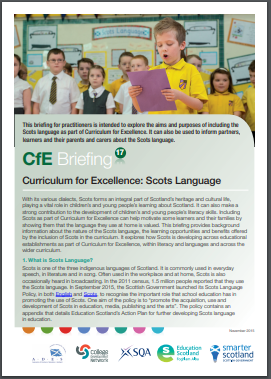 This briefing for practitioners is intended to explore the aims and purposes of including the
Scots language as part of Curriculum for Excellence. It can also be used to inform partners,
learners and their parents and carers about the Scots language.
CfE Briefing 17
Curriculum for Excellence: Scots Language
With its various dialects, Scots forms an integral part of Scotland's heritage and cultural life,
playing a vital role in children's and young people's learning about Scotland. It can also make a
strong contribution to the development of children's and young people's literacy skills. Including
Scots as part of Curriculum for Excellence can help motivate some learners and their families by
showing them that the language they use at home is valued. This briefing provides background
information about the nature of the Scots language, the learning opportunities and benefits offered
by the inclusion of Scots in the curriculum. It explores how Scots is developing across educational
establishments as part of Curriculum for Excellence, within literacy and languages and across the
wider curriculum.
1. What is Scots Language?
Scots is one of the three indigenous languages of Scotland. It is commonly used in everyday
speech, in literature and in song. Often used in the workplace and at home, Scots is also
occasionally heard in broadcasting. In the 2011 census, 1.5 million people reported that they use
the Scots language. In September 2015, the Scottish Government launched its Scots Language
Policy, in both English and Scots, to recognise the important role that school education has in
promoting the use of Scots. One aim of the policy is to "promote the acquisition, use and
development of Scots in education, media, publishing and the arts". The policy contains an
appendix that details Education Scotland's Action Plan for further developing Scots language
in education.
November 2015
college
SQA
Education
Scotland
smarter
scotland